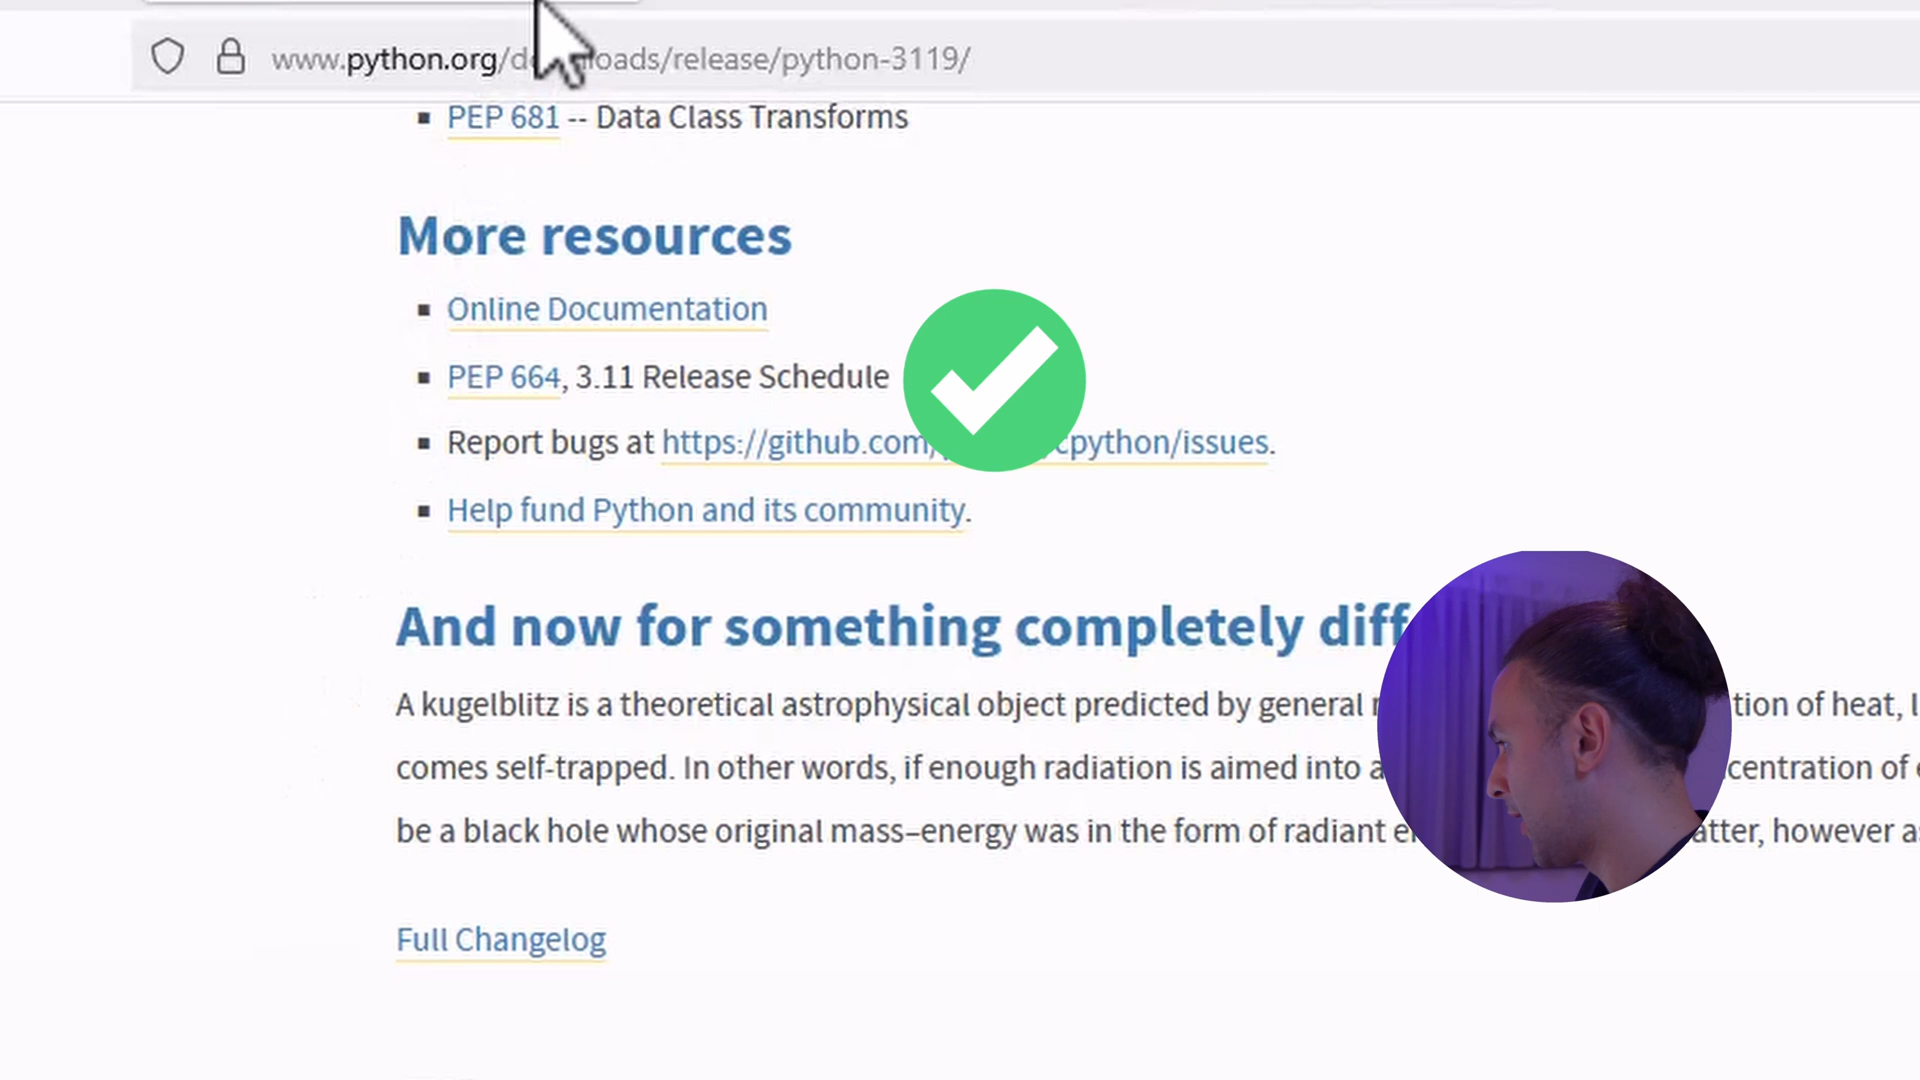 www.python.org/d loads/release/python-3119/
PEP 681 -- Data Class Transforms
More resources
Online Documentation
PEP 664, 3.11 Release Schedule
Report bugs at https://github.com/ cpython/issues.
Help fund Python and its community.
And now for something completely diff
A kugelblitz is a theoretical astrophysical object predicted by general tion of heat,
comes self-trapped. In other words, if enough radiation is aimed into a centration of
be a black hole whose original mass–energy was in the form of radiant atter, however
Full Changelog